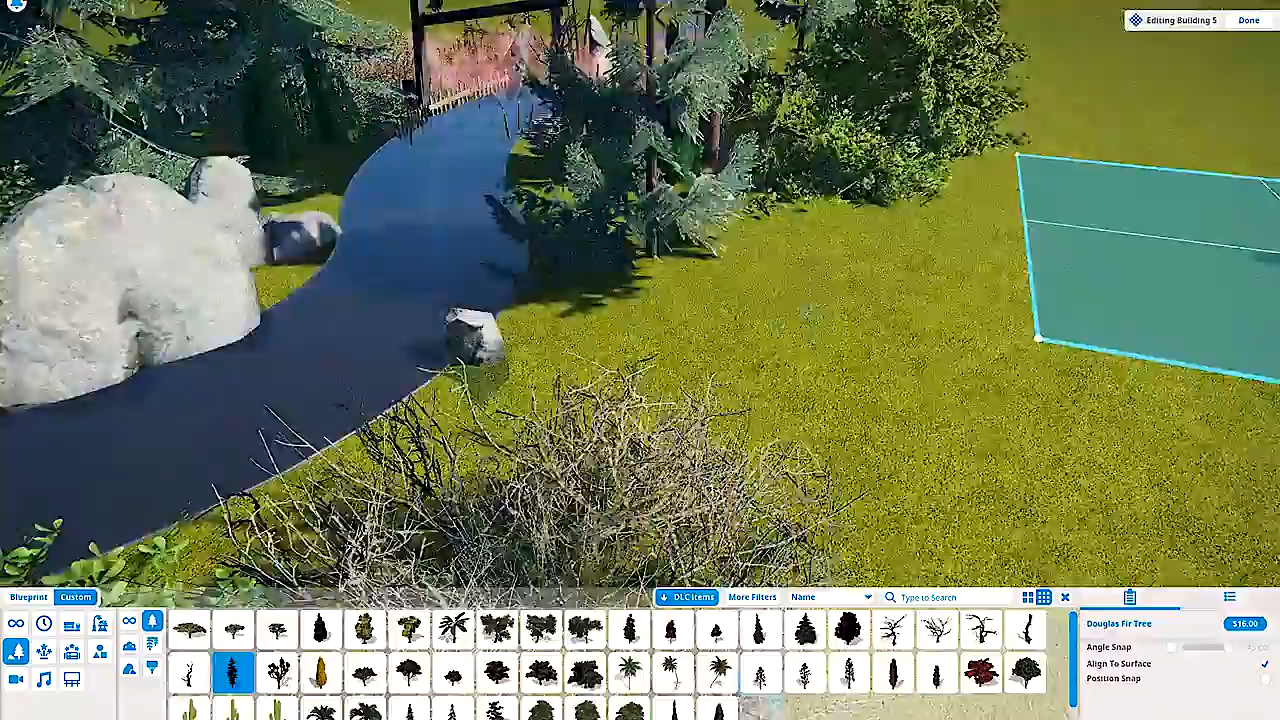 Editing Building 5 Done
Blueprint Custom
DLC Items More Filters Name Type to Search
Douglas Fir Tree $16.00
Angle Snap
Align To Surface
Position Snap